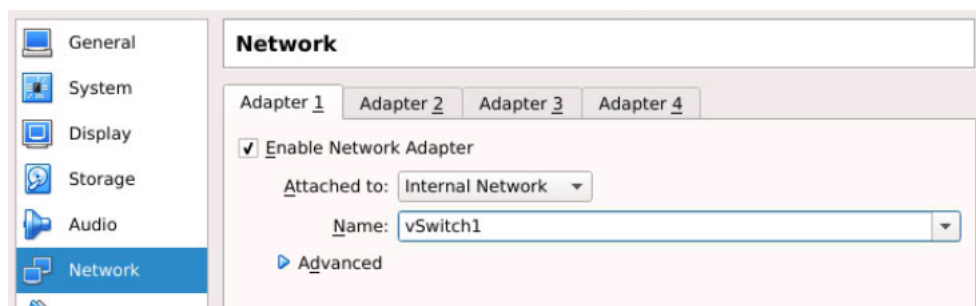 General
System
Display
Storage
Audio
Network
Network
Adapter 1 Adapter 2 Adapter 3 Adapter 4
Enable Network Adapter
Attached to: Internal Network
Name: vSwitch1
Advanced